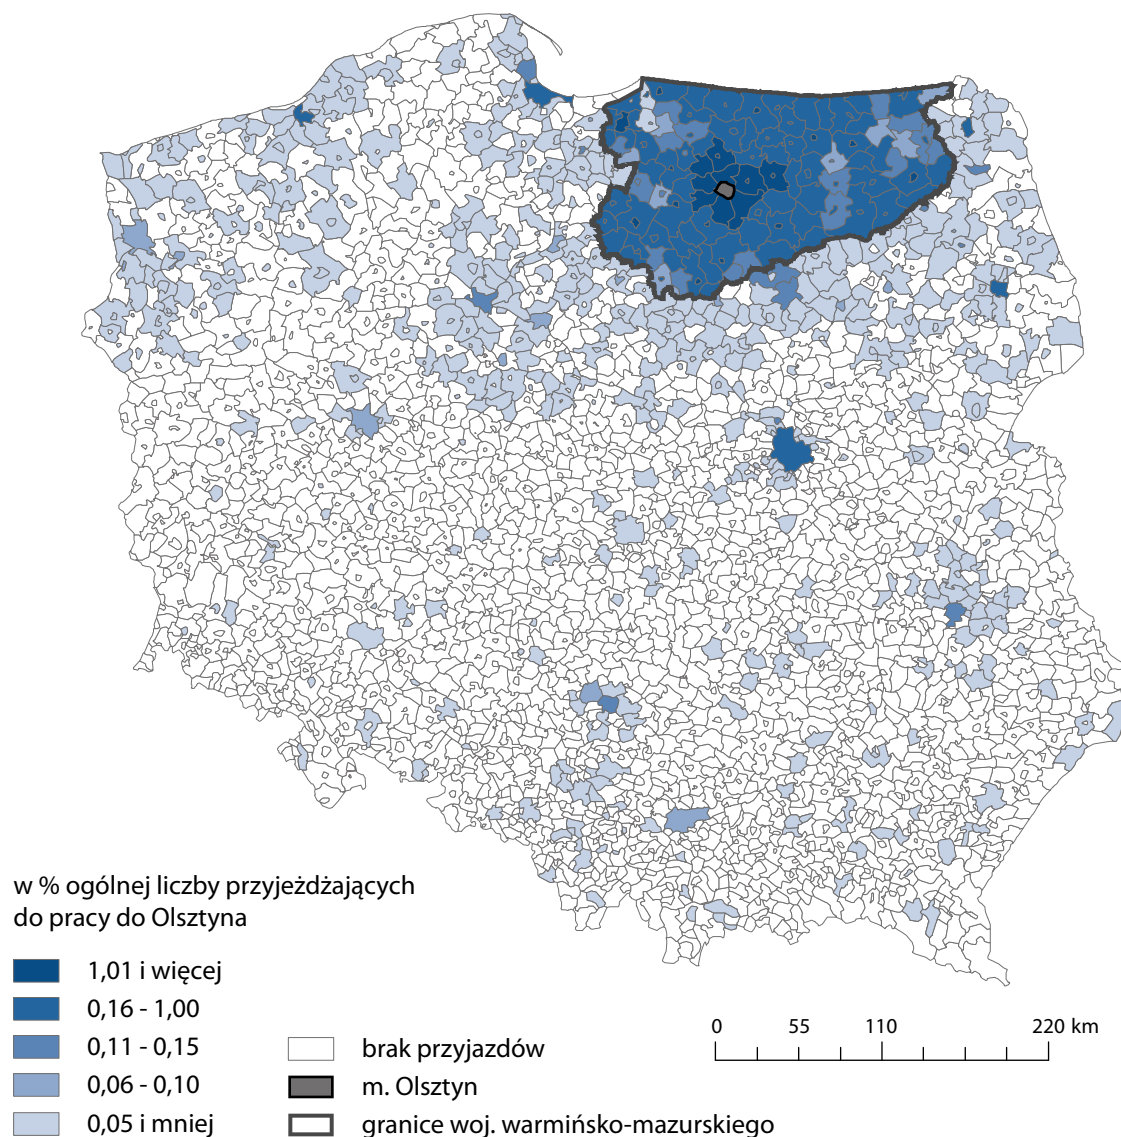 w % ogólnej liczby przyjeżdżających
do pracy do Olsztyna
1,01 i więcej
0,16 - 1,00
0,11 - 0,15
0,06 - 0,10
0,05 i mniej
brak przyjazdów
m. Olsztyn
granice woj. warmińsko-mazurskiego
0 55 110 220 km